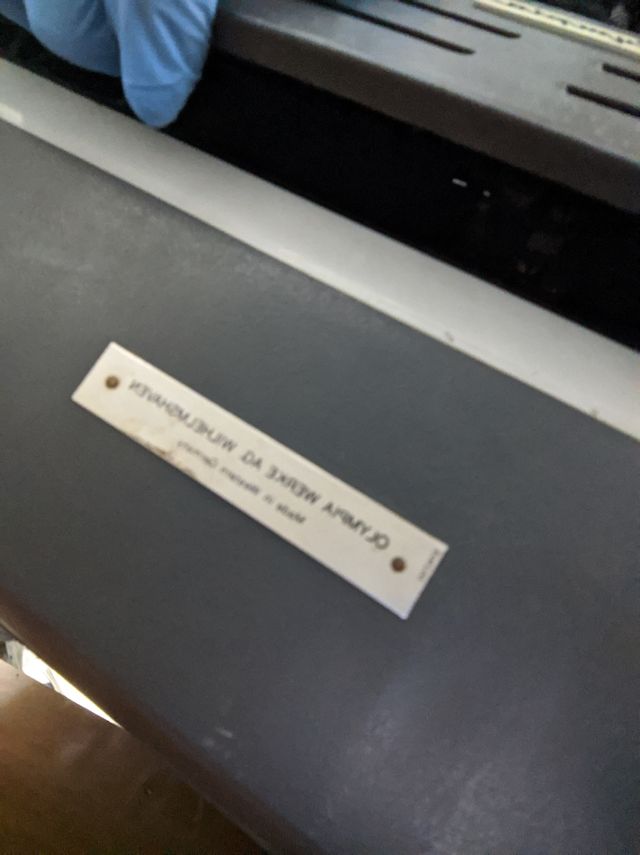 OLYMPIA WERKE AG. WILHELMSHAVEN
Made in Western Germany